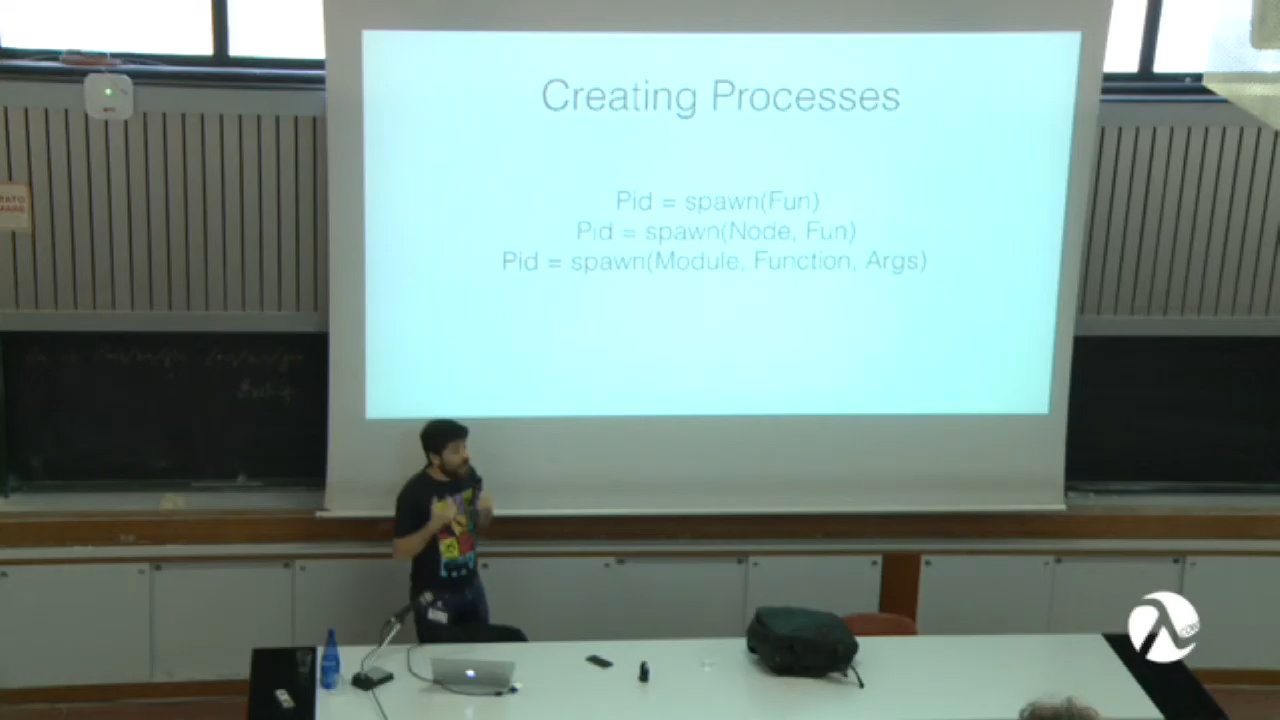 Creating Processes
Pid = spawn(Fun)
Pid = spawn(Node, Fun)
Pid = spawn(Module, Function, Args)